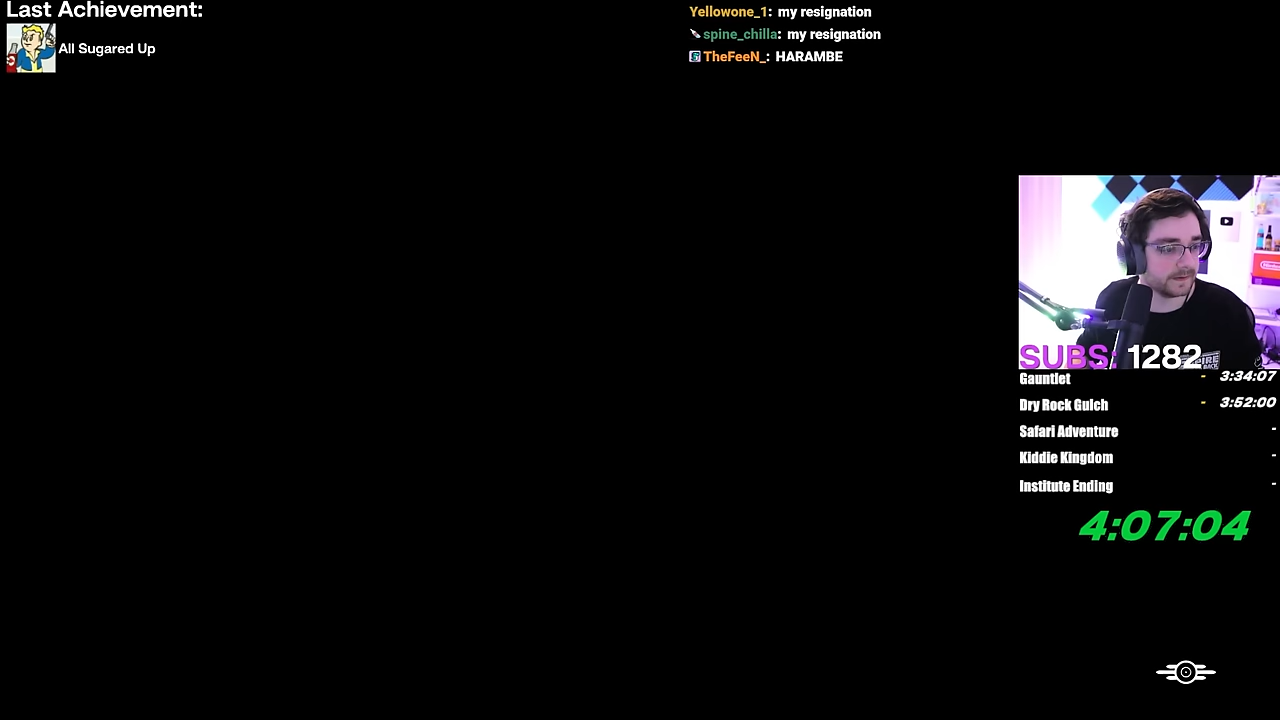 Last Achievement:
All Sugared Up
Yellowone_1: my resignation
spine_chilla: my resignation
TheFeeN_: HARAMBE
SUBS: 1282
Gauntlet - 3:34:07
Dry Rock Gulch - 3:52:00
Safari Adventure -
Kiddie Kingdom -
Institute Ending -
4:07:04